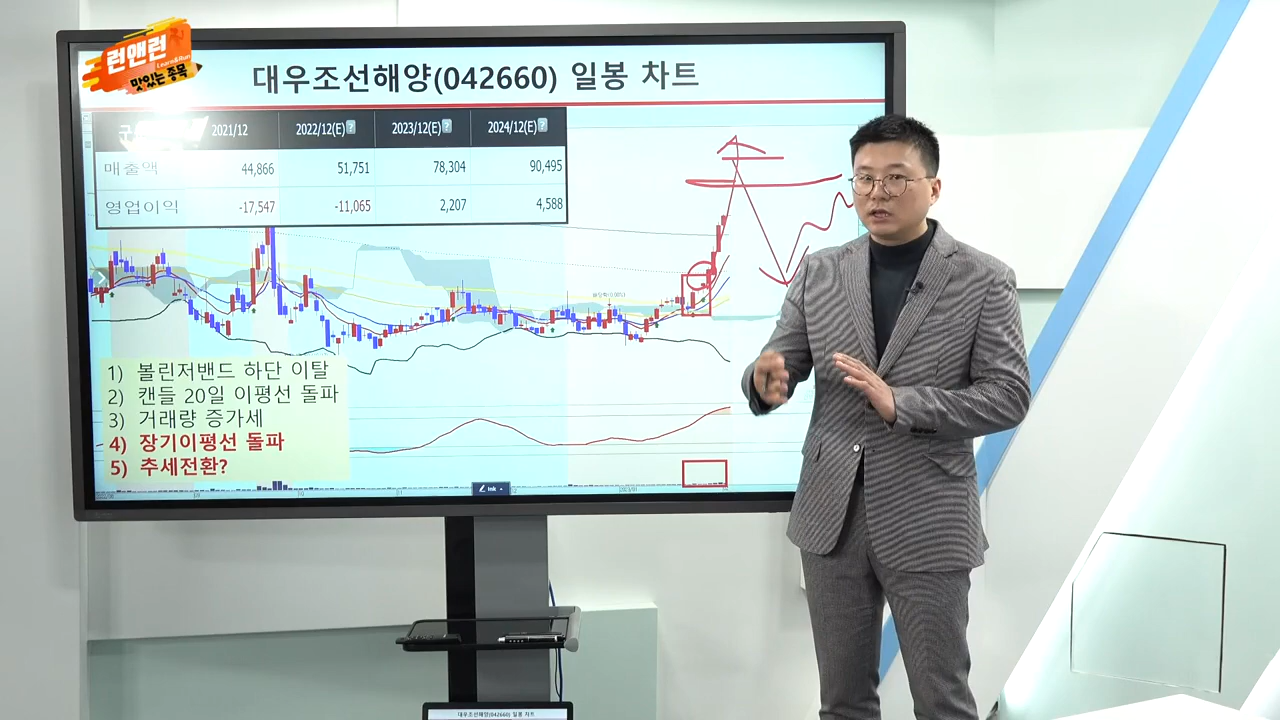 런앤런
Learn&Run
맛있는 종목
대우조선해양(042660) 일봉 차트
2021/12 2022/12(E) ? 2023/12(E) ? 2024/12(E) ?
매출액 44,866 51,751 78,304 90,495
영업이익 -17,547 -11,065 2,207 4,588
1) 볼린저밴드 하단 이탈
2) 캔들 20일 이평선 돌파
3) 거래량 증가세
4) 장기이평선 돌파
5) 추세전환?
Ink
대우조선해양(042660) 일봉 차트